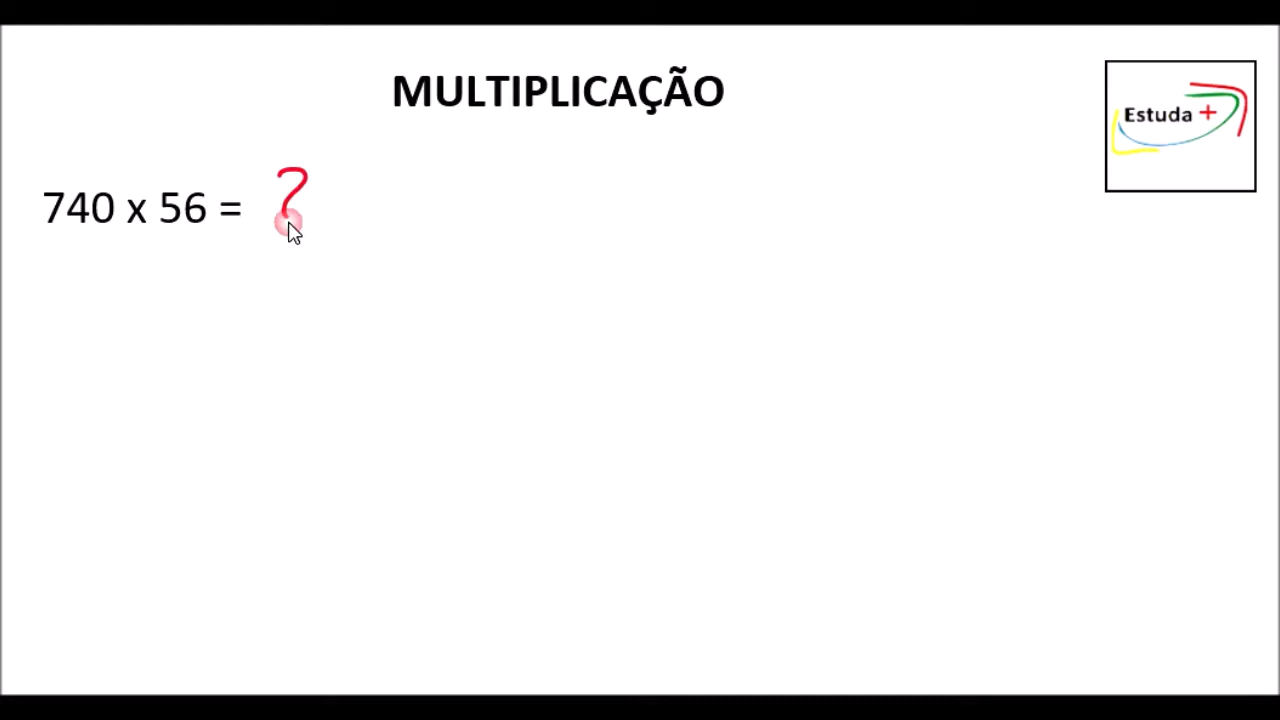 MULTIPLICAÇÃO
Estuda +
740 x 56 = ?